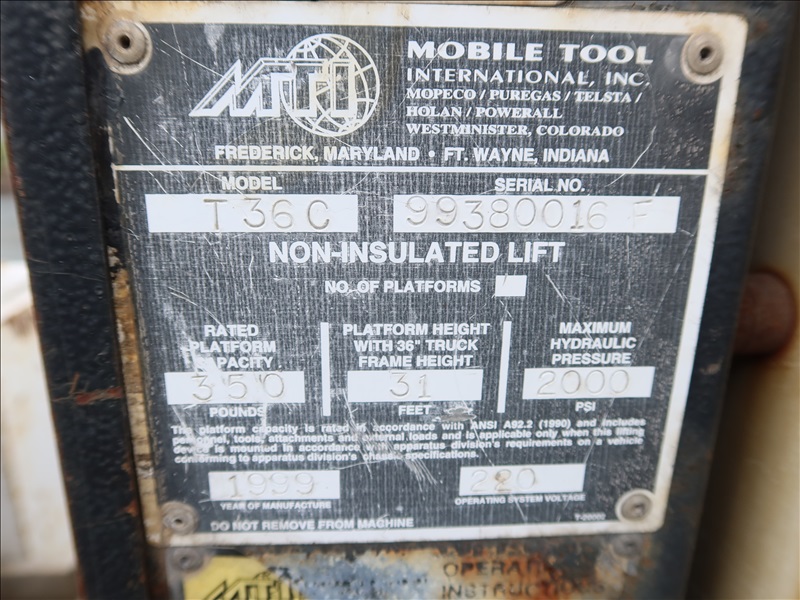 MTI
MOBILE TOOL
INTERNATIONAL, INC.
MOPECO / PUREGAS / TELSTA /
HOLAN / POWERALL
WESTMINISTER, COLORADO
FREDERICK, MARYLAND • FT. WAYNE, INDIANA
MODEL SERIAL NO.
T 36C 99380016 F
NON-INSULATED LIFT
NO. OF PLATFORMS
RATED PLATFORM CAPACITY
350
POUNDS
PLATFORM HEIGHT
WITH 36" TRUCK
FRAME HEIGHT
31
FEET
MAXIMUM
HYDRAULIC
PRESSURE
2000
PSI
The platform capacity is rated in accordance with ANSI A92.2 (1990) and includes
personnel, tools, attachments and external loads and is applicable only when this lifting
device is mounted in accordance with apparatus division's requirements on a vehicle
conforming to apparatus division's chassis specifications.
1999
YEAR OF MANUFACTURE
220
OPERATING SYSTEM VOLTAGE
DO NOT REMOVE FROM MACHINE
MTI
INSTRUCTIONS